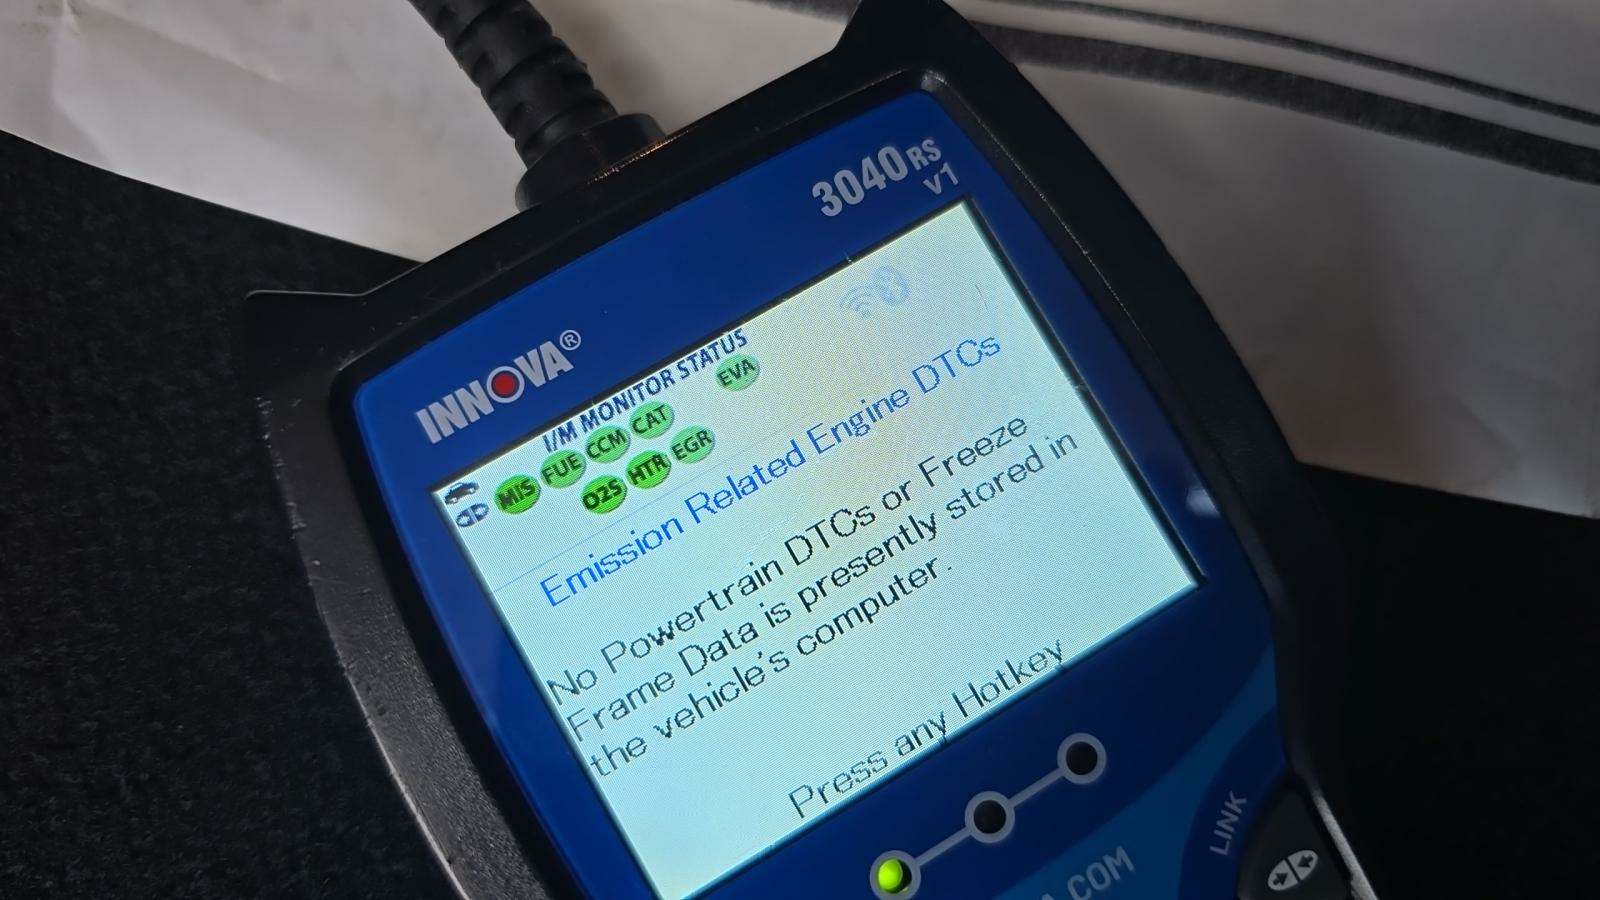 3040RS
V1
INNOVA®
I/M MONITOR STATUS
MIS FUE CCM CAT EVA
O2S HTR EGR
Emission Related Engine DTCs
No Powertrain DTCs or Freeze
Frame Data is presently stored in
the vehicle's computer.
Press any Hotkey
LINK
.COM